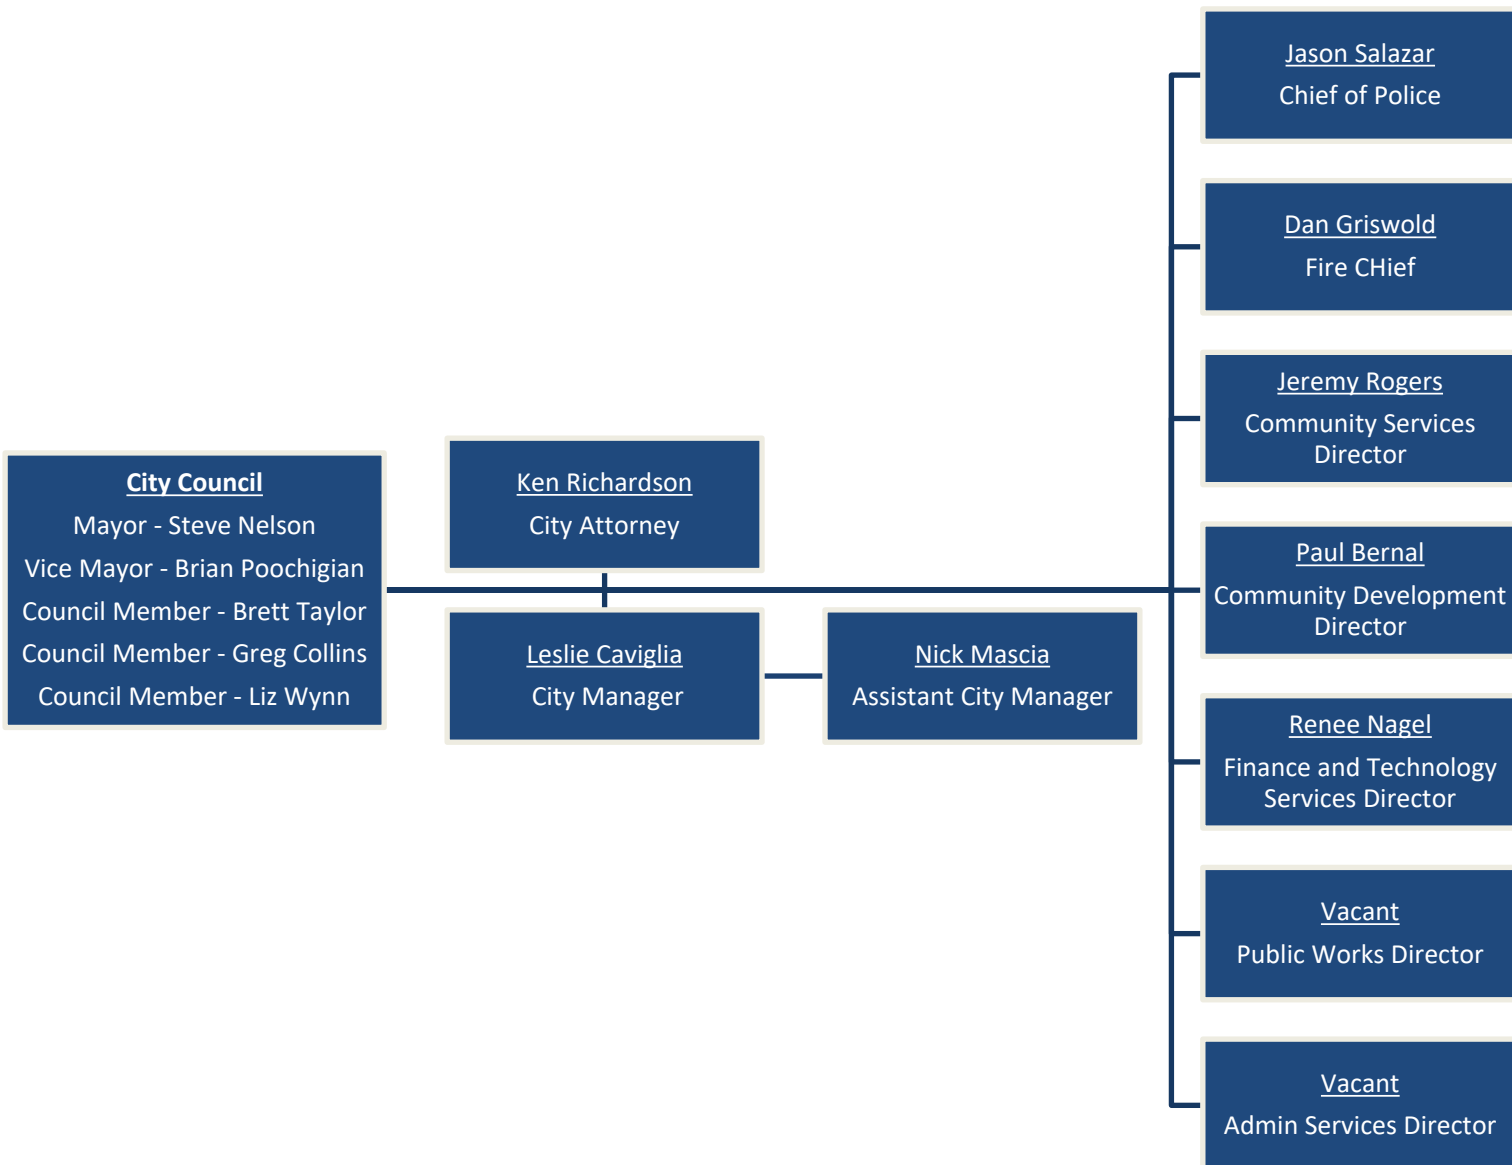 City Council
Mayor - Steve Nelson
Vice Mayor - Brian Poochigian
Council Member - Brett Taylor
Council Member - Greg Collins
Council Member - Liz Wynn
Ken Richardson
City Attorney
Leslie Caviglia
City Manager
Nick Mascia
Assistant City Manager
Jason Salazar
Chief of Police
Dan Griswold
Fire CHief
Jeremy Rogers
Community Services
Director
Paul Bernal
Community Development
Director
Renee Nagel
Finance and Technology
Services Director
Vacant
Public Works Director
Vacant
Admin Services Director